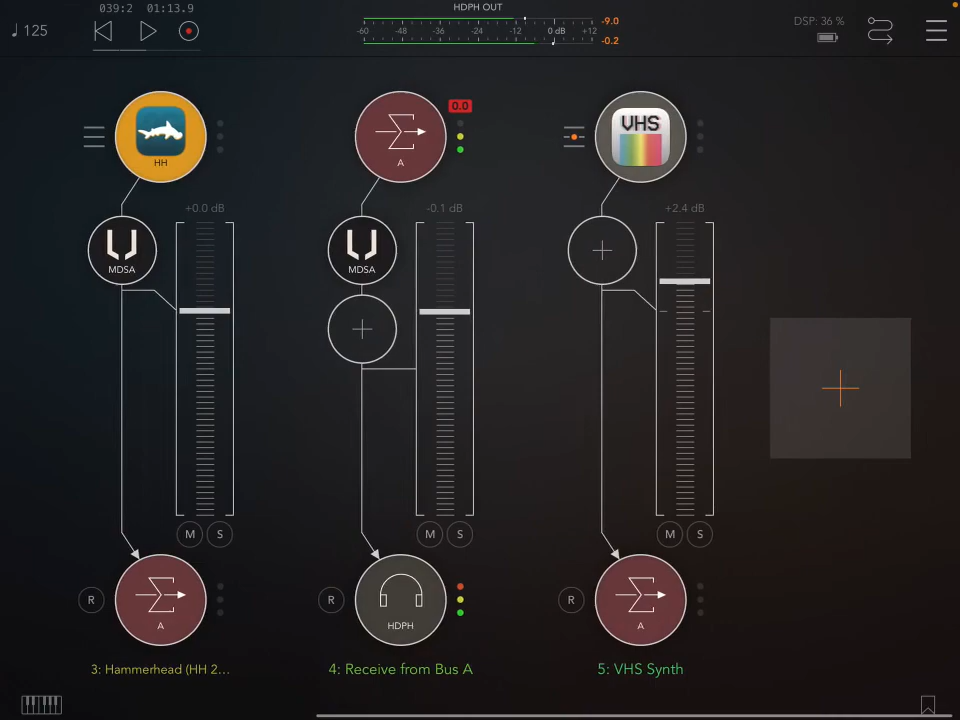 039:2 01:13.9
♩ 125
HDPH OUT
-60 -48 -36 -24 -12 0 dB +12
-9.0
-0.2
DSP: 36 %
HH
0.0
A
VHS
+0.0 dB
-0.1 dB
+2.4 dB
MDSA
MDSA
M S
M S
M S
R
A
R
HDPH
R
A
3: Hammerhead (HH 2...
4: Receive from Bus A
5: VHS Synth